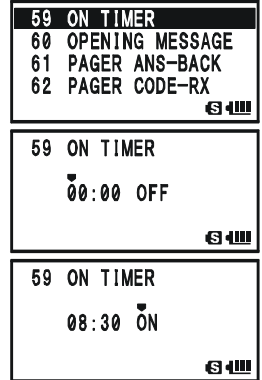 59 ON TIMER
60 OPENING MESSAGE
61 PAGER ANS-BACK
62 PAGER CODE-RX
S
59 ON TIMER
00:00 OFF
S
59 ON TIMER
08:30 ON
S